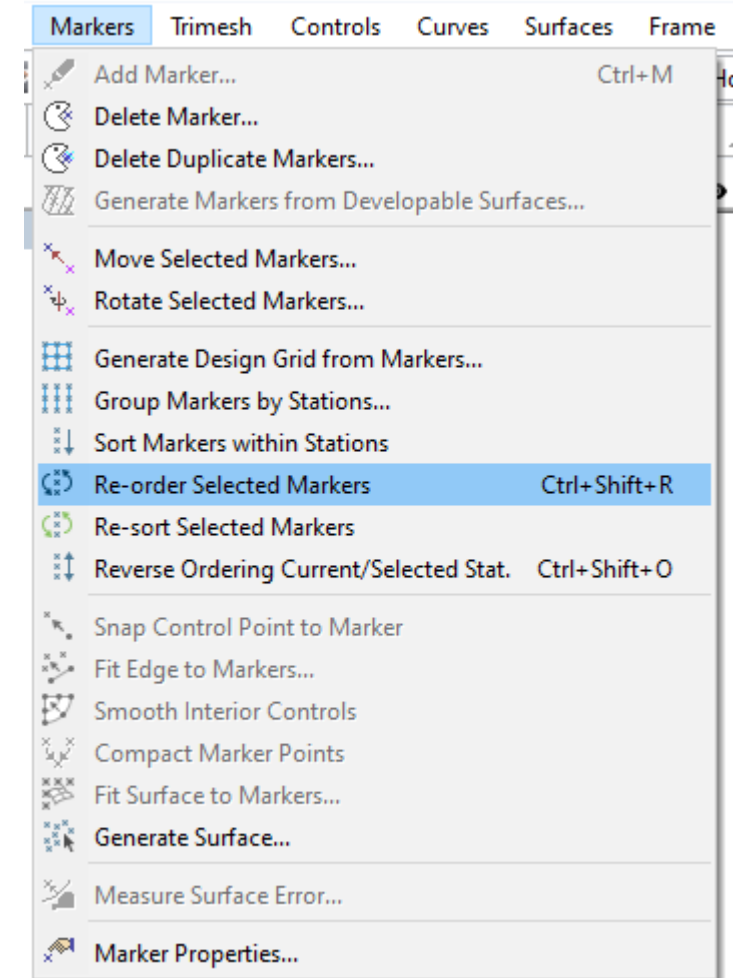 Markers Trimesh Controls Curves Surfaces Frame
Add Marker... Ctrl+M
Delete Marker...
Delete Duplicate Markers...
Generate Markers from Developable Surfaces...
Move Selected Markers...
Rotate Selected Markers...
Generate Design Grid from Markers...
Group Markers by Stations...
Sort Markers within Stations
Re-order Selected Markers Ctrl+Shift+R
Re-sort Selected Markers
Reverse Ordering Current/Selected Stat. Ctrl+Shift+O
Snap Control Point to Marker
Fit Edge to Markers...
Smooth Interior Controls
Compact Marker Points
Fit Surface to Markers...
Generate Surface...
Measure Surface Error...
Marker Properties...